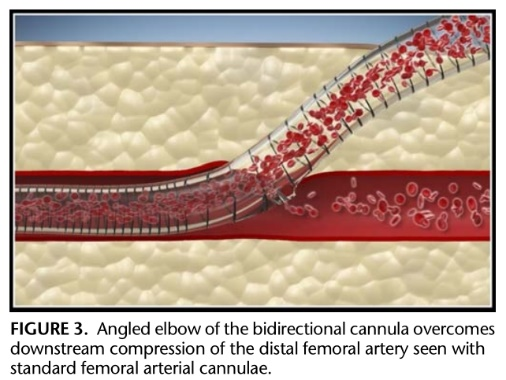 FIGURE 3. Angled elbow of the bidirectional cannula overcomes
downstream compression of the distal femoral artery seen with
standard femoral arterial cannulae.